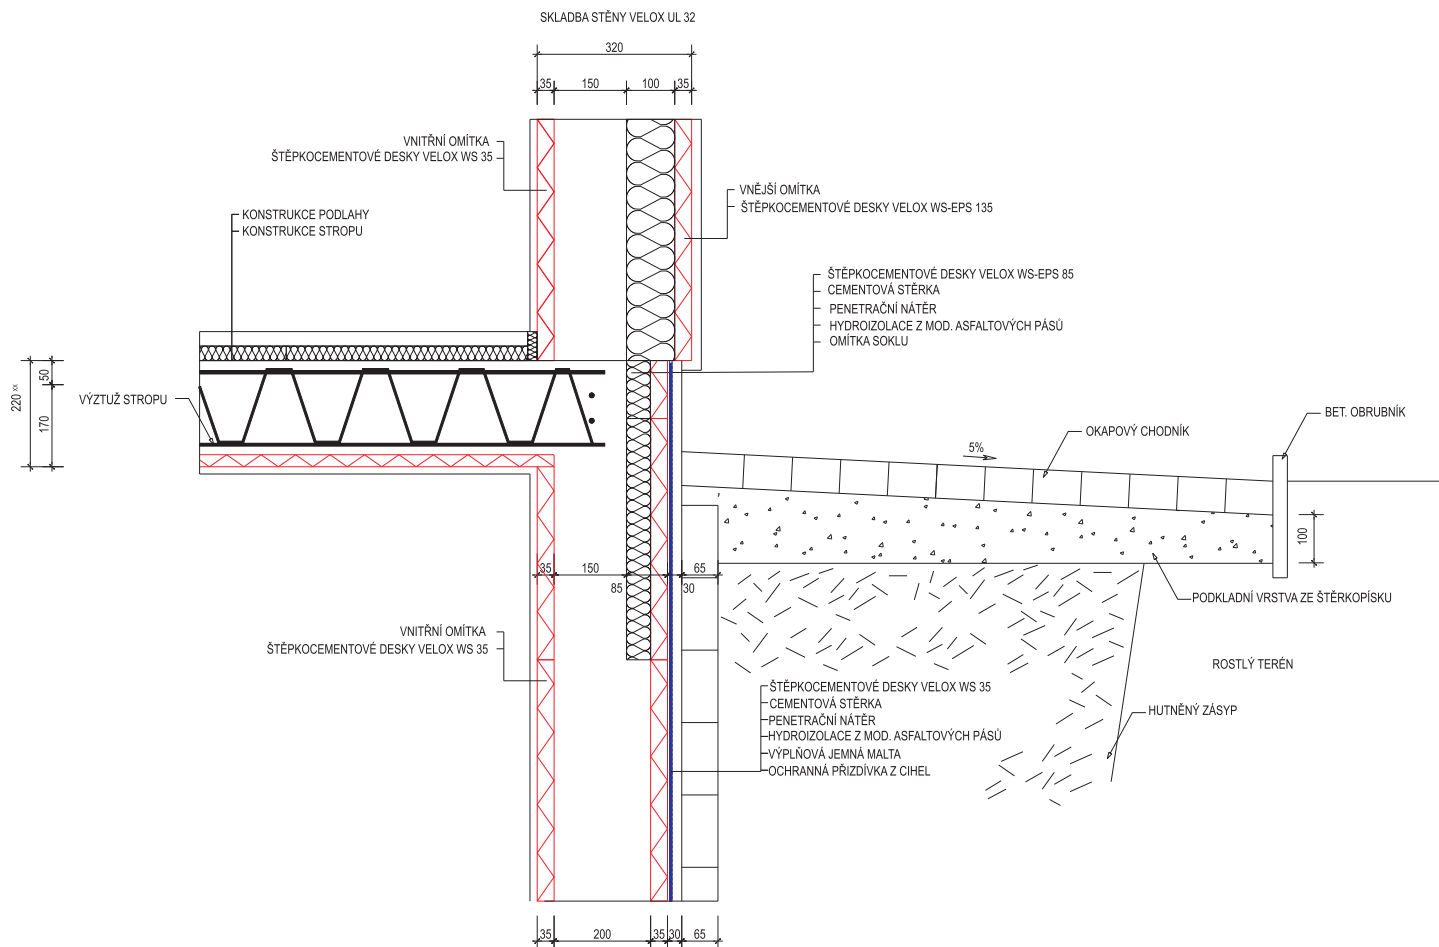 SKLADBA STĚNY VELOX UL 32
320
35 150 100 35
VNITŘNÍ OMÍTKA
ŠTĚPKOCEMENTOVÉ DESKY VELOX WS 35
VNĚJŠÍ OMÍTKA
ŠTĚPKOCEMENTOVÉ DESKY VELOX WS-EPS 135
KONSTRUKCE PODLAHY
KONSTRUKCE STROPU
ŠTĚPKOCEMENTOVÉ DESKY VELOX WS-EPS 85
CEMENTOVÁ STĚRKA
PENETRAČNÍ NÁTĚR
HYDROIZOLACE Z MOD. ASFALTOVÝCH PÁSŮ
OMÍTKA SOKLU
220 xx
50
170
VÝZTUŽ STROPU
BET. OBRUBNÍK
OKAPOVÝ CHODNÍK
5%
100
35 150 65
85 30
PODKLADNÍ VRSTVA ZE ŠTĚRKOPÍSKU
VNITŘNÍ OMÍTKA
ŠTĚPKOCEMENTOVÉ DESKY VELOX WS 35
ROSTLÝ TERÉN
HUTNĚNÝ ZÁSYP
ŠTĚPKOCEMENTOVÉ DESKY VELOX WS 35
CEMENTOVÁ STĚRKA
PENETRAČNÍ NÁTĚR
HYDROIZOLACE Z MOD. ASFALTOVÝCH PÁSŮ
VÝPLŇOVÁ JEMNÁ MALTA
OCHRANNÁ PŘIZDÍVKA Z CIHEL
35 200 35 30 65